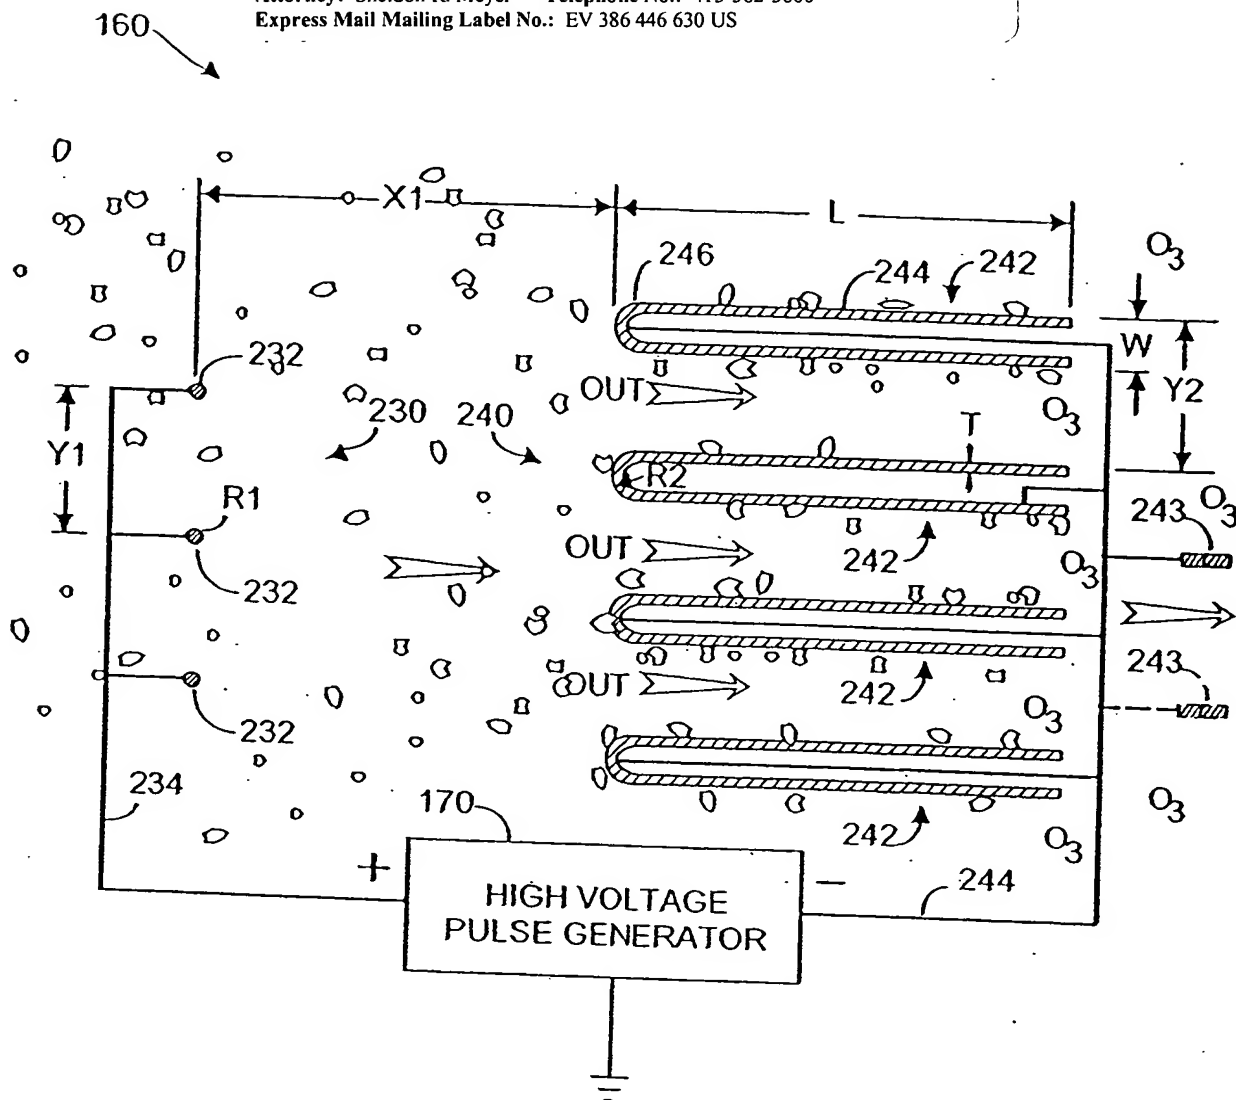 Express Mail Mailing Label No.: EV 386 446 630 US
160
X1
L
O3
246
244
242
W
Y2
232
OUT
O3
Y1
230
240
T
R2
R1
O3
243
OUT
242
O3
232
243
OUT
242
O3
232
234
170
O3
242
O3
+
HIGH VOLTAGE
PULSE GENERATOR
−
244